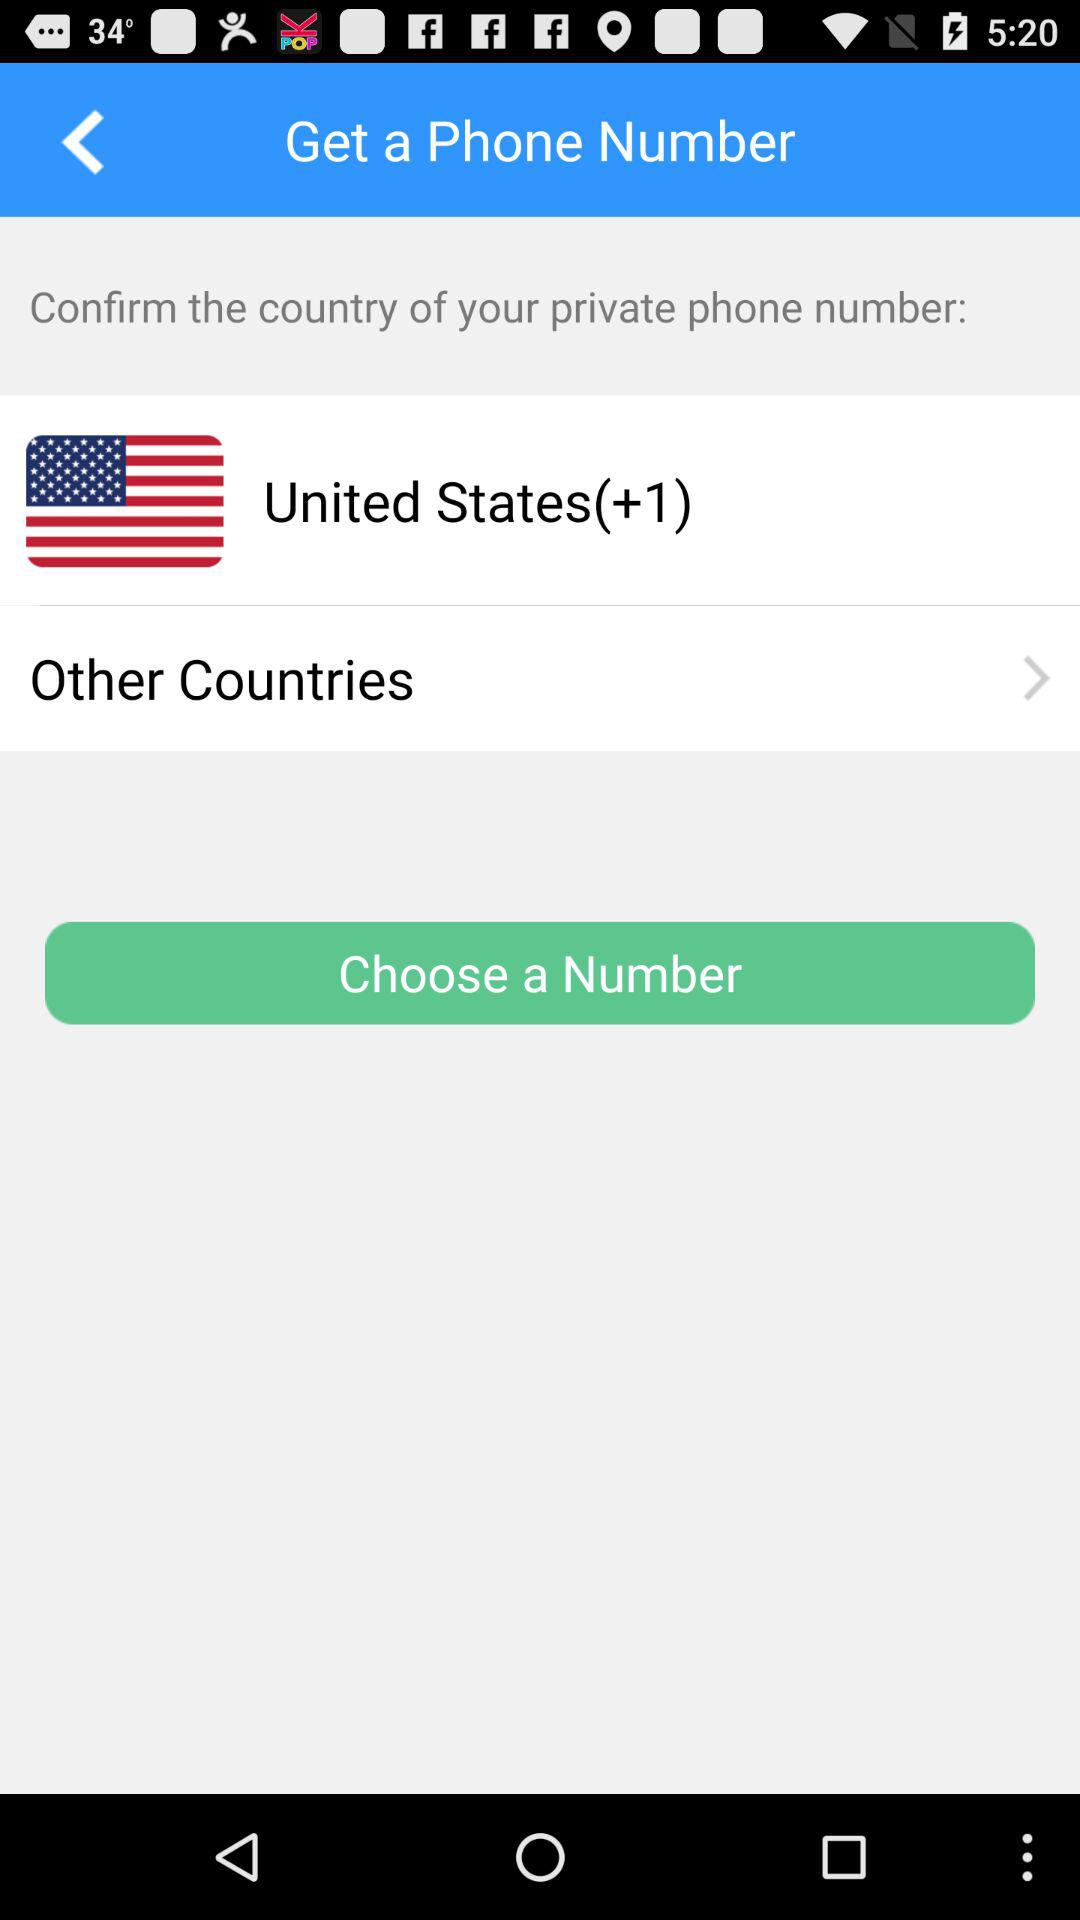 34° K POP 5:20
Get a Phone Number
Confirm the country of your private phone number:
United States(+1)
Other Countries
Choose a Number